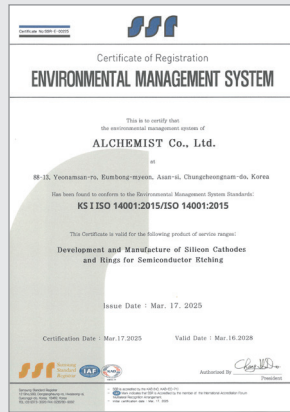 SSR
Certificate of Registration
ENVIRONMENTAL MANAGEMENT SYSTEM
This is to certify that
the environmental management system of
ALCHEMIST Co., Ltd.
at
88-13, Yeonamsan-ro, Eumbong-myeon, Asan-si, Chungcheongnam-do, Korea
Has been found to conform to the Environmental Management System Standards:
KS I ISO 14001:2015/ISO 14001:2015
This Certificate is valid for the following product of service ranges:
Development and Manufacture of Silicon Cathodes
and Rings for Semiconductor Etching
Issue Date : Mar. 17. 2025
Certification Date : Mar.17.2025 Valid Date : Mar.16.2028
SSR IAF
Authorized By
President